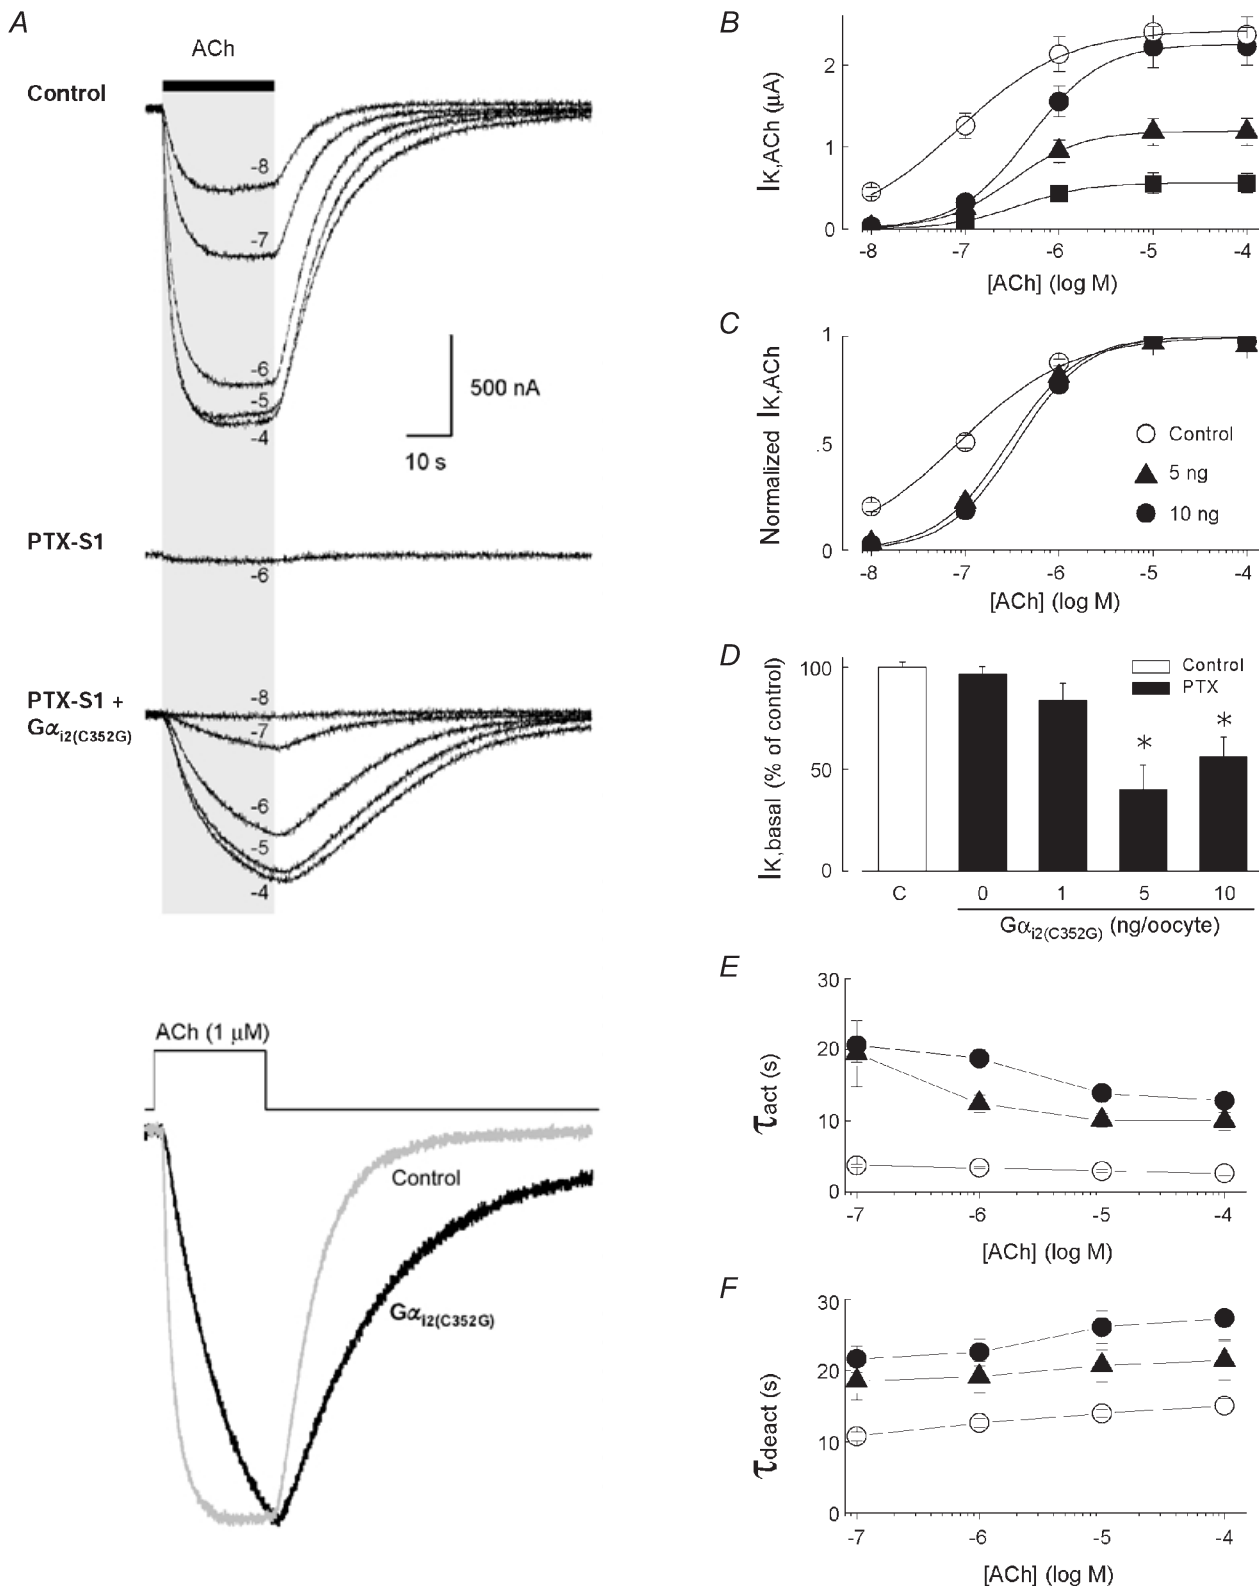 A
ACh
Control
-8
-7
-6
-5
-4
500 nA
10 s
PTX-S1
-6
PTX-S1 +
Gαi2(C352G)
-8
-7
-6
-5
-4
ACh (1 μM)
Control
Gαi2(C352G)
B
IK,ACh (μA)
2
1
0
-8 -7 -6 -5 -4
[ACh] (log M)
C
Normalized IK,ACh
1
.5
0
Control
5 ng
10 ng
-8 -7 -6 -5 -4
[ACh] (log M)
D
IK,basal (% of control)
100
50
0
Control
PTX
*
*
C 0 1 5 10
Gαi2(C352G) (ng/oocyte)
E
τact (s)
30
20
10
0
-7 -6 -5 -4
[ACh] (log M)
F
τdeact (s)
30
20
10
0
-7 -6 -5 -4
[ACh] (log M)